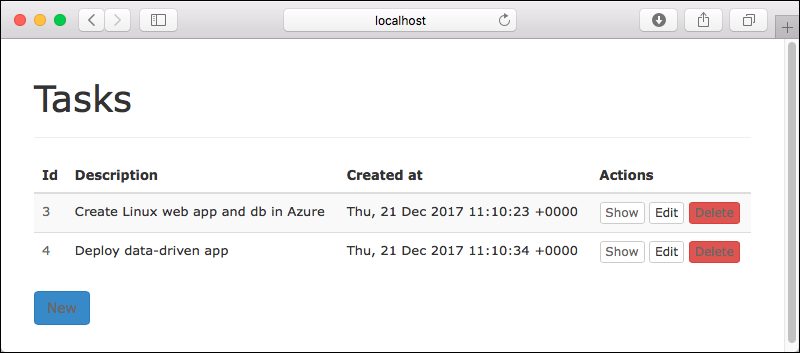 localhost
Tasks
Id Description Created at Actions
3 Create Linux web app and db in Azure Thu, 21 Dec 2017 11:10:23 +0000 Show Edit Delete
4 Deploy data-driven app Thu, 21 Dec 2017 11:10:34 +0000 Show Edit Delete
New